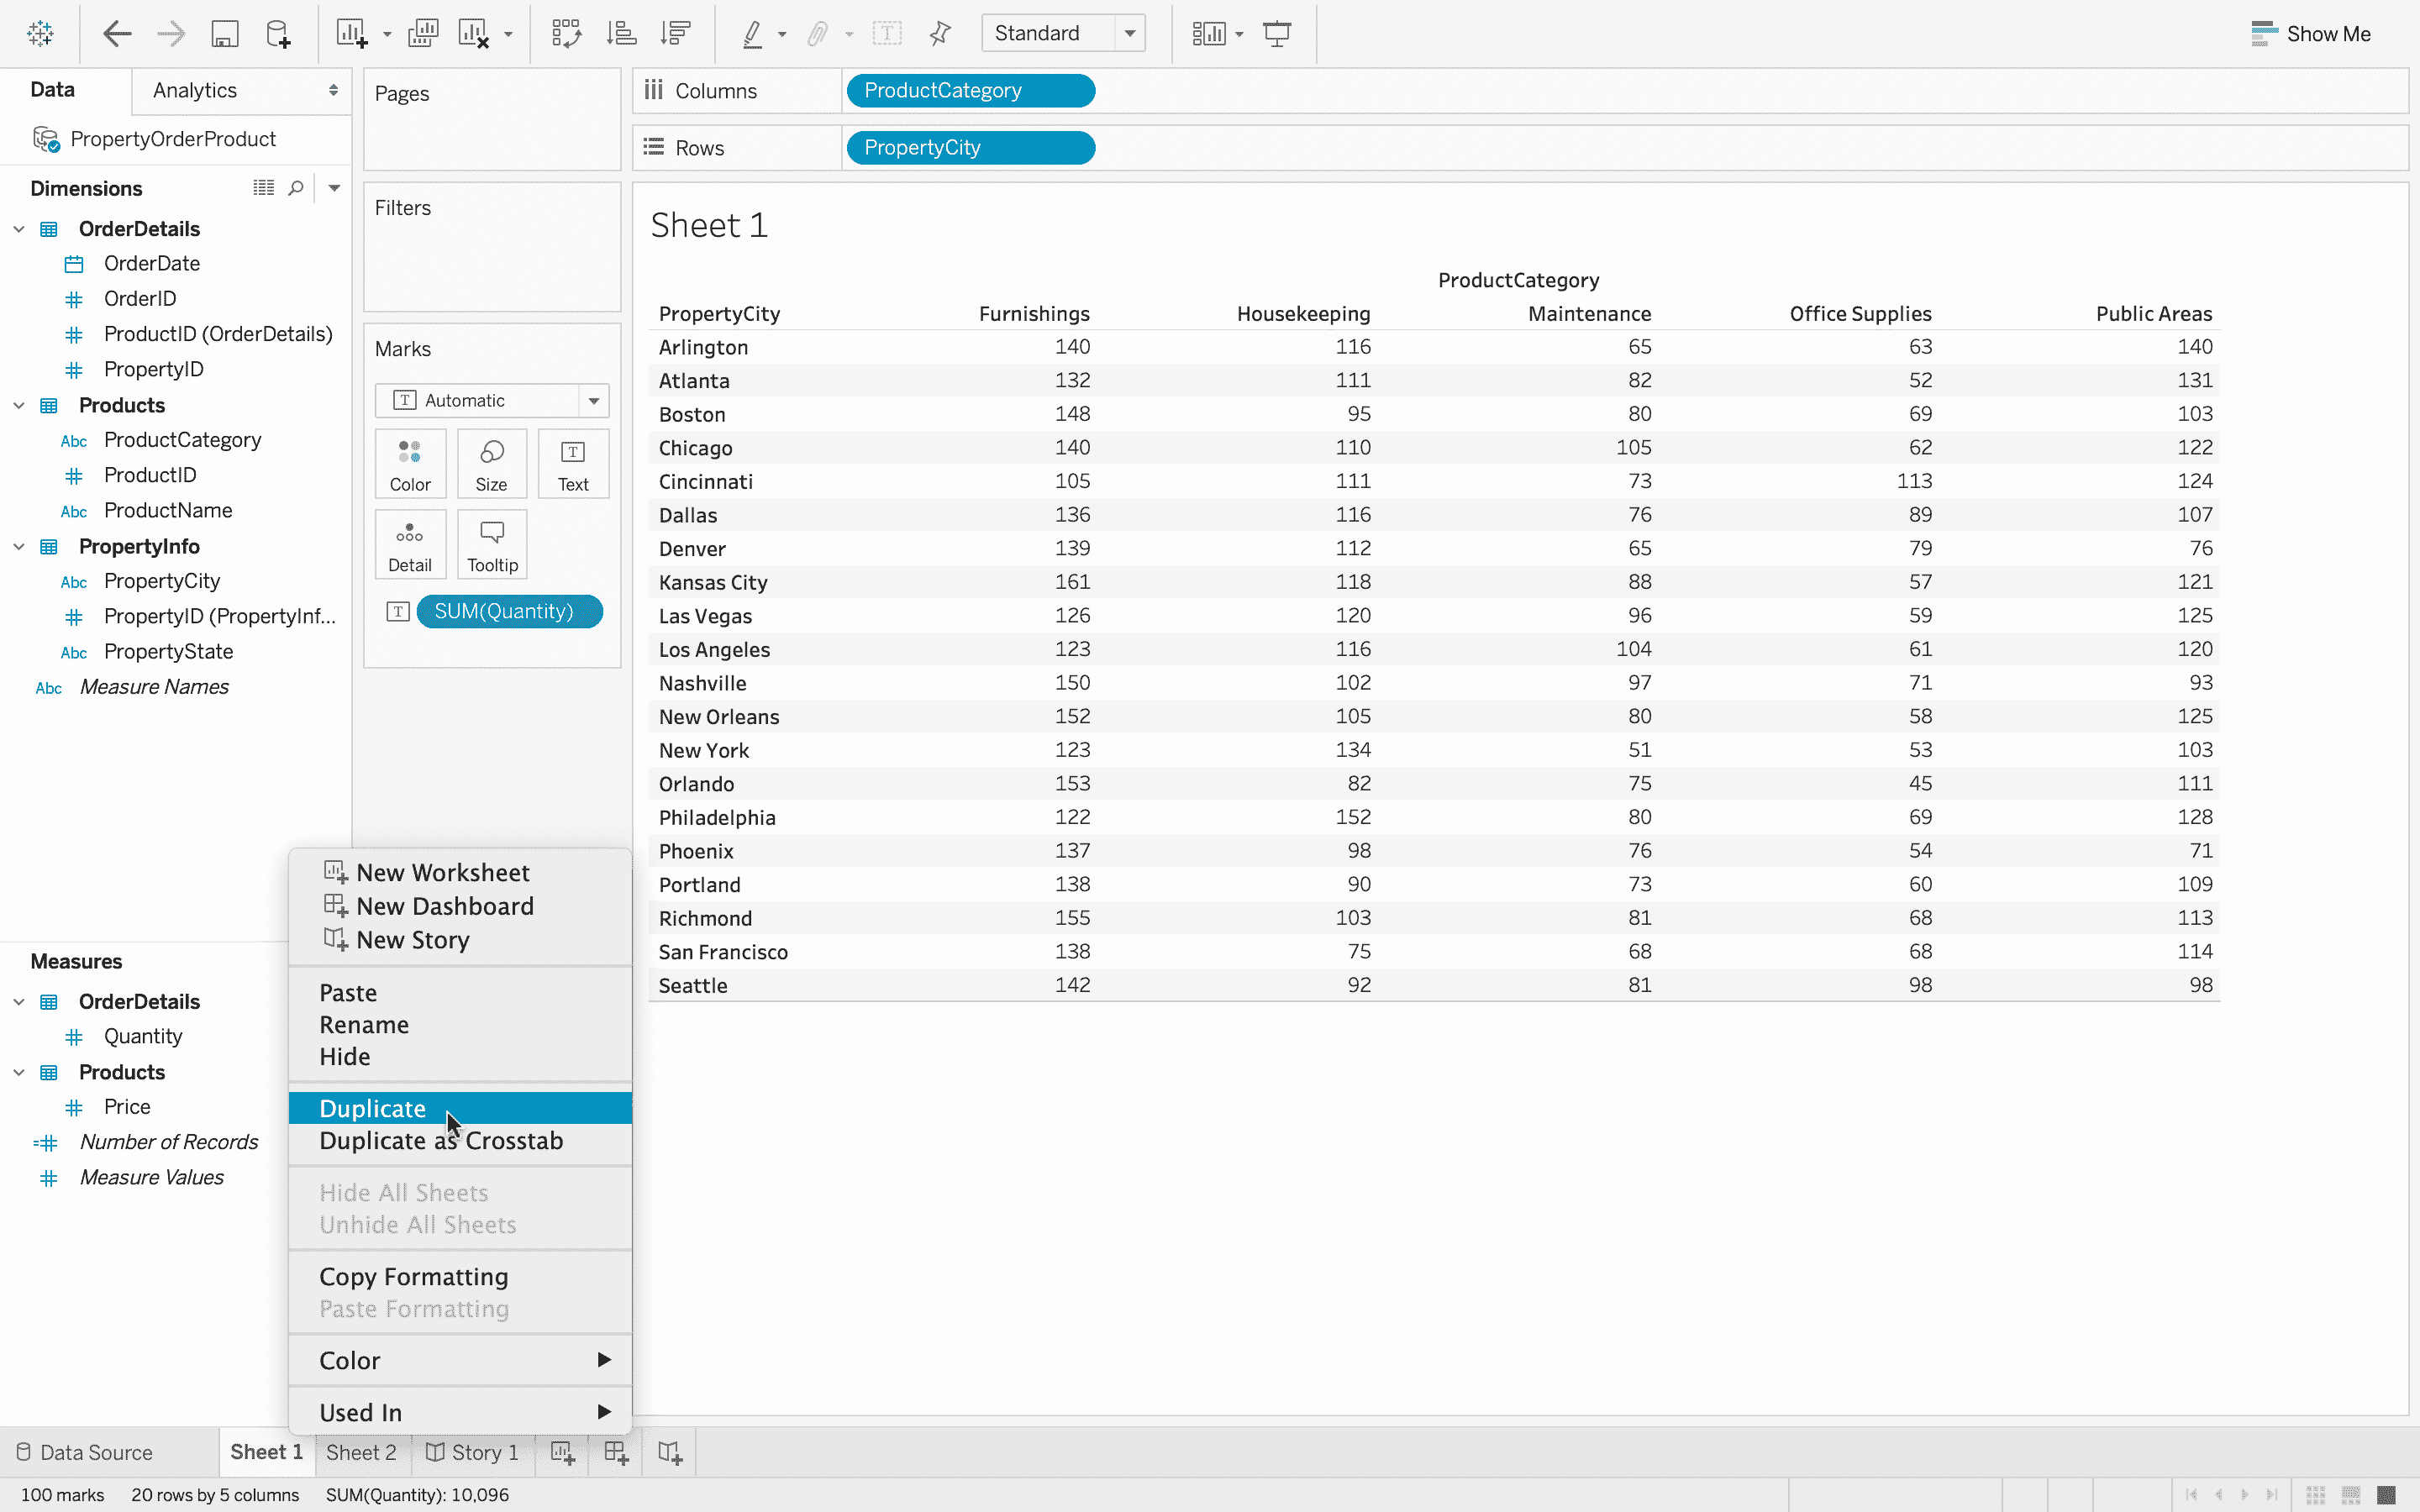 Standard
Show Me
Data
Analytics
PropertyOrderProduct
Dimensions
OrderDetails
OrderDate
OrderID
ProductID (OrderDetails)
PropertyID
Products
Abc ProductCategory
ProductID
Abc ProductName
PropertyInfo
Abc PropertyCity
PropertyID (PropertyInf...
Abc PropertyState
Abc Measure Names
Measures
OrderDetails
Quantity
Products
Price
Number of Records
Measure Values
Pages
Filters
Marks
T Automatic
Color Size T Text
Detail Tooltip
T SUM(Quantity)
Columns ProductCategory
Rows PropertyCity
Sheet 1
ProductCategory
PropertyCity Furnishings Housekeeping Maintenance Office Supplies Public Areas
Arlington 140 116 65 63 140
Atlanta 132 111 82 52 131
Boston 148 95 80 69 103
Chicago 140 110 105 62 122
Cincinnati 105 111 73 113 124
Dallas 136 116 76 89 107
Denver 139 112 65 79 76
Kansas City 161 118 88 57 121
Las Vegas 126 120 96 59 125
Los Angeles 123 116 104 61 120
Nashville 150 102 97 71 93
New Orleans 152 105 80 58 125
New York 123 134 51 53 103
Orlando 153 82 75 45 111
Philadelphia 122 152 80 69 128
Phoenix 137 98 76 54 71
Portland 138 90 73 60 109
Richmond 155 103 81 68 113
San Francisco 138 75 68 68 114
Seattle 142 92 81 98 98
New Worksheet
New Dashboard
New Story
Paste
Rename
Hide
Duplicate
Duplicate as Crosstab
Hide All Sheets
Unhide All Sheets
Copy Formatting
Paste Formatting
Color
Used In
Data Source Sheet 1 Sheet 2 Story 1
100 marks 20 rows by 5 columns SUM(Quantity): 10,096